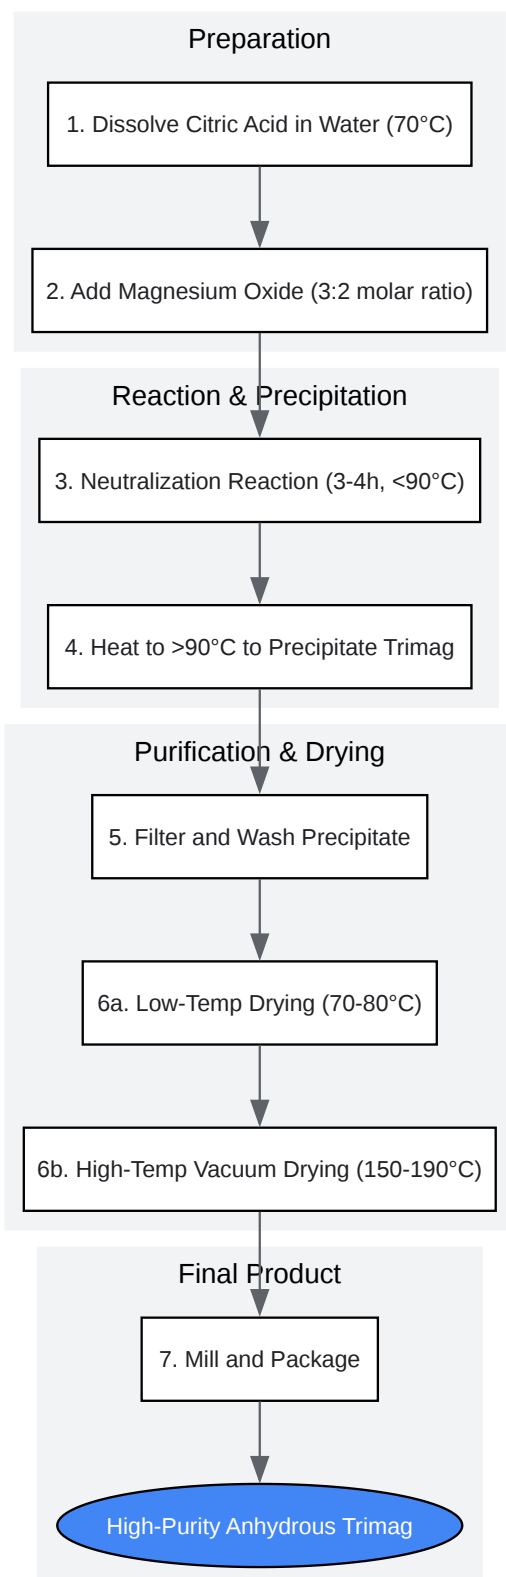 Preparation
1. Dissolve Citric Acid in Water (70°C)
2. Add Magnesium Oxide (3:2 molar ratio)
Reaction & Precipitation
3. Neutralization Reaction (3-4h, <90°C)
4. Heat to >90°C to Precipitate Trimag
Purification & Drying
5. Filter and Wash Precipitate
6a. Low-Temp Drying (70-80°C)
6b. High-Temp Vacuum Drying (150-190°C)
Final Product
7. Mill and Package
High-Purity Anhydrous Trimag